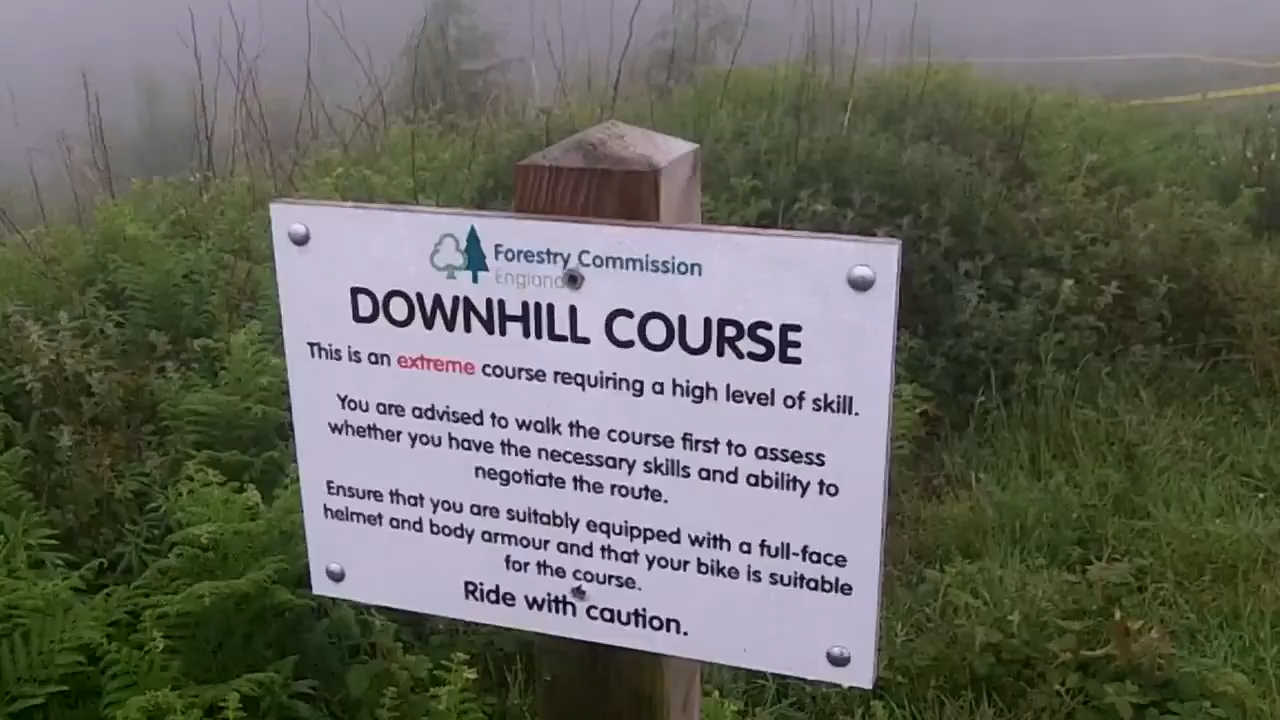 Forestry Commission
England
DOWNHILL COURSE
This is an extreme course requiring a high level of skill.
You are advised to walk the course first to assess
whether you have the necessary skills and ability to
negotiate the route.
Ensure that you are suitably equipped with a full-face
helmet and body armour and that your bike is suitable
for the course.
Ride with caution.